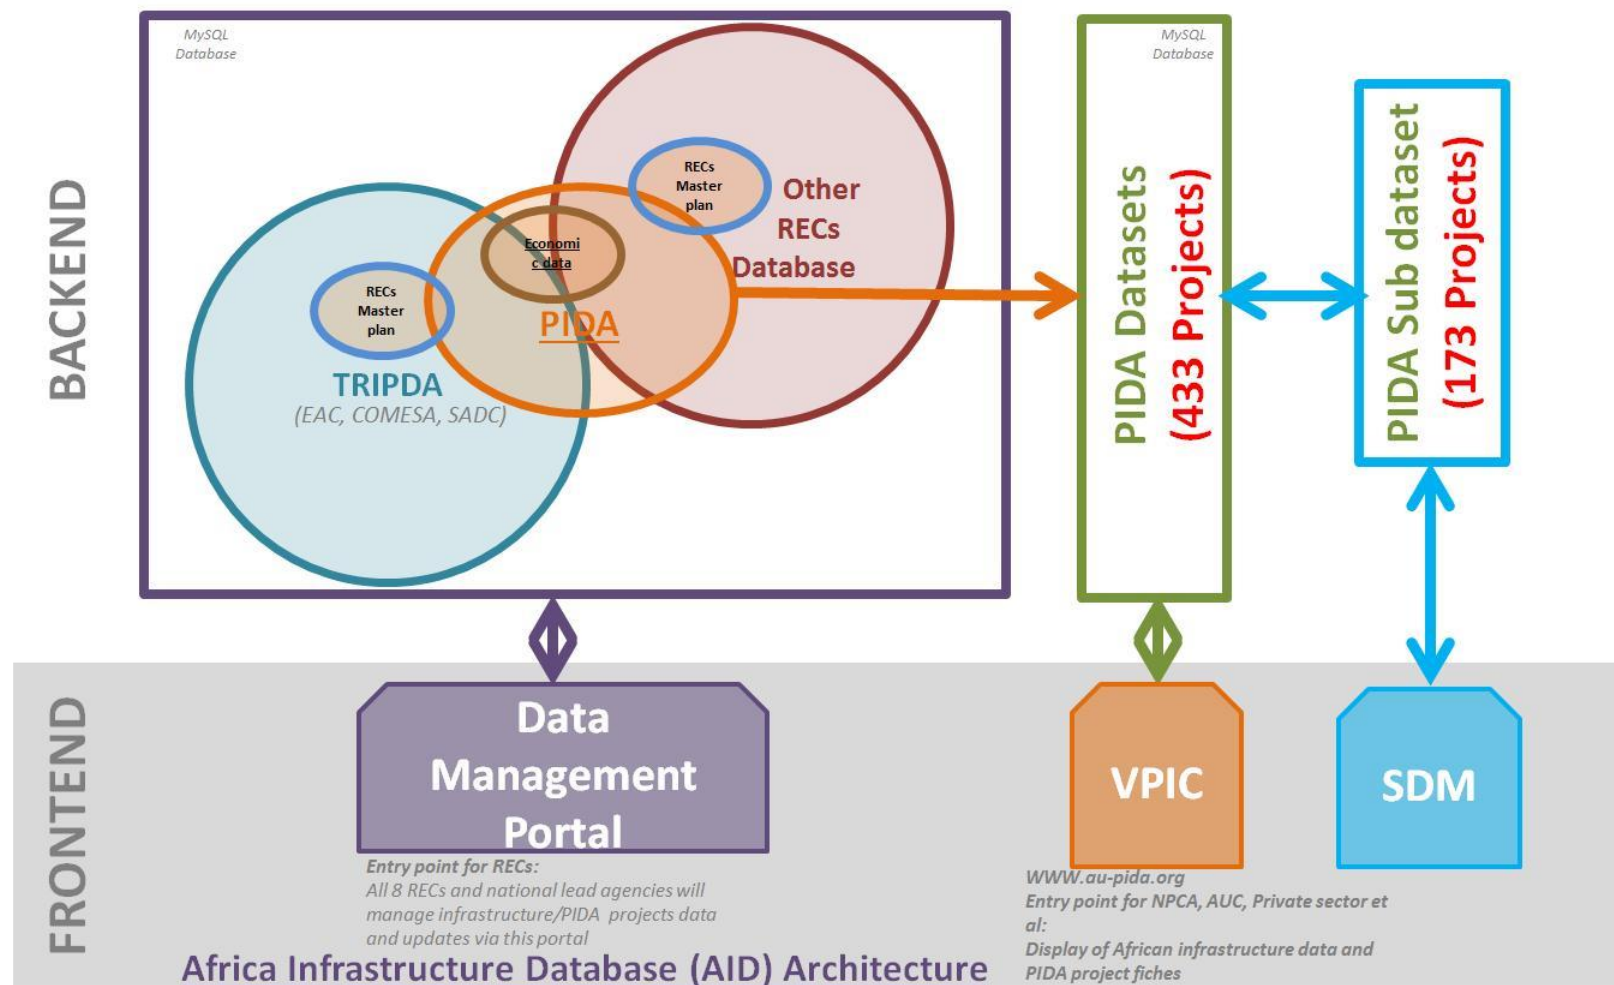 BACKEND
MySQL
Database
RECs
Master
plan
Other
RECs
Database
Economi
c data
RECs
Master
plan
PIDA
TRIPDA
(EAC, COMESA, SADC)
MySQL
Database
PIDA Datasets
(433 Projects)
PIDA Sub dataset
(173 Projects)
FRONTEND
Data
Management
Portal
Entry point for RECs:
All 8 RECs and national lead agencies will
manage infrastructure/PIDA projects data
and updates via this portal
VPIC
WWW.au-pida.org
Entry point for NPCA, AUC, Private sector et
al:
Display of African infrastructure data and
PIDA project fiches
SDM
Africa Infrastructure Database (AID) Architecture